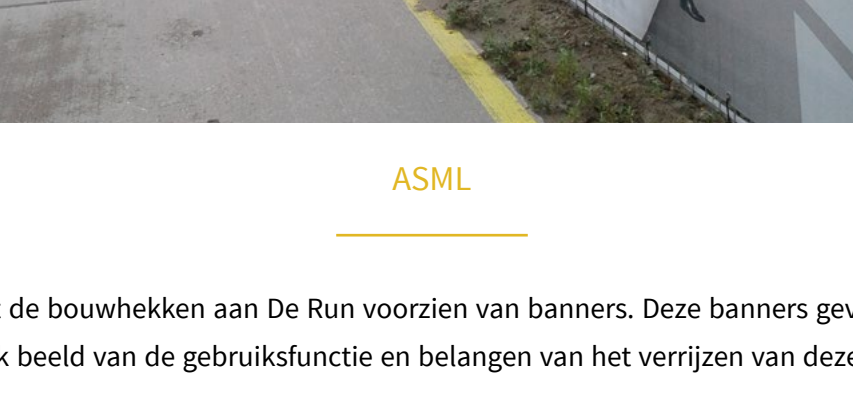 ASML
de bouwhekken aan De Run voorzien van banners. Deze banners
beeld van de gebruiksfunctie en belangen van het verrijzen van deze